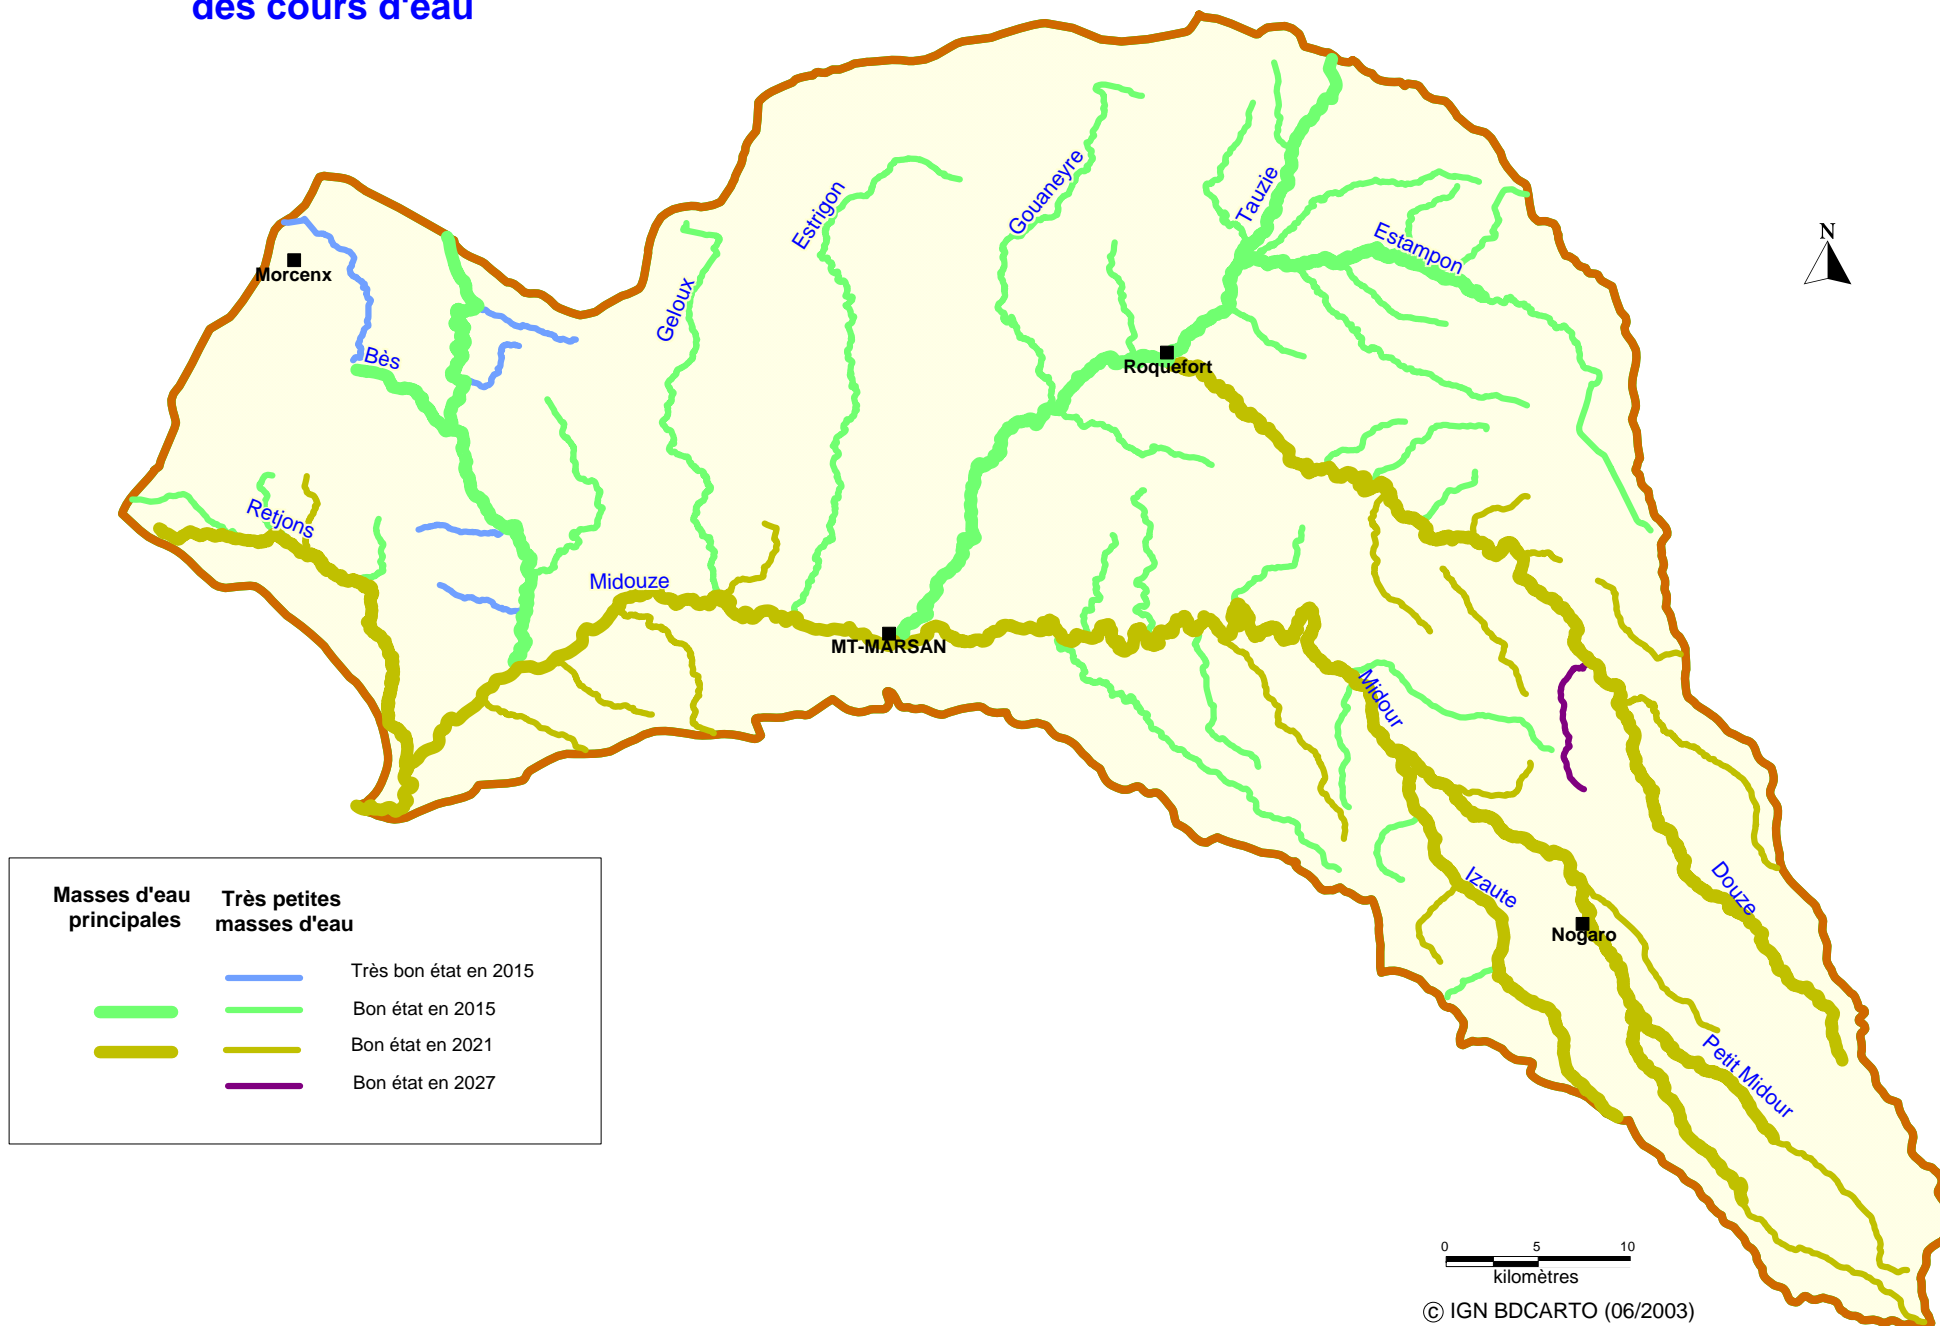 des cours d'eau
N
Morcenx
Bès
Geloux
Estrigon
Gouaneyre
Tauzie
Estampon
Roquefort
Retjons
Midouze
MT-MARSAN
Midour
Izaute
Nogaro
Douze
Petit Midour
Masses d'eau
principales
Très petites
masses d'eau
Très bon état en 2015
Bon état en 2015
Bon état en 2021
Bon état en 2027
0 5 10
kilomètres
© IGN BDCARTO (06/2003)